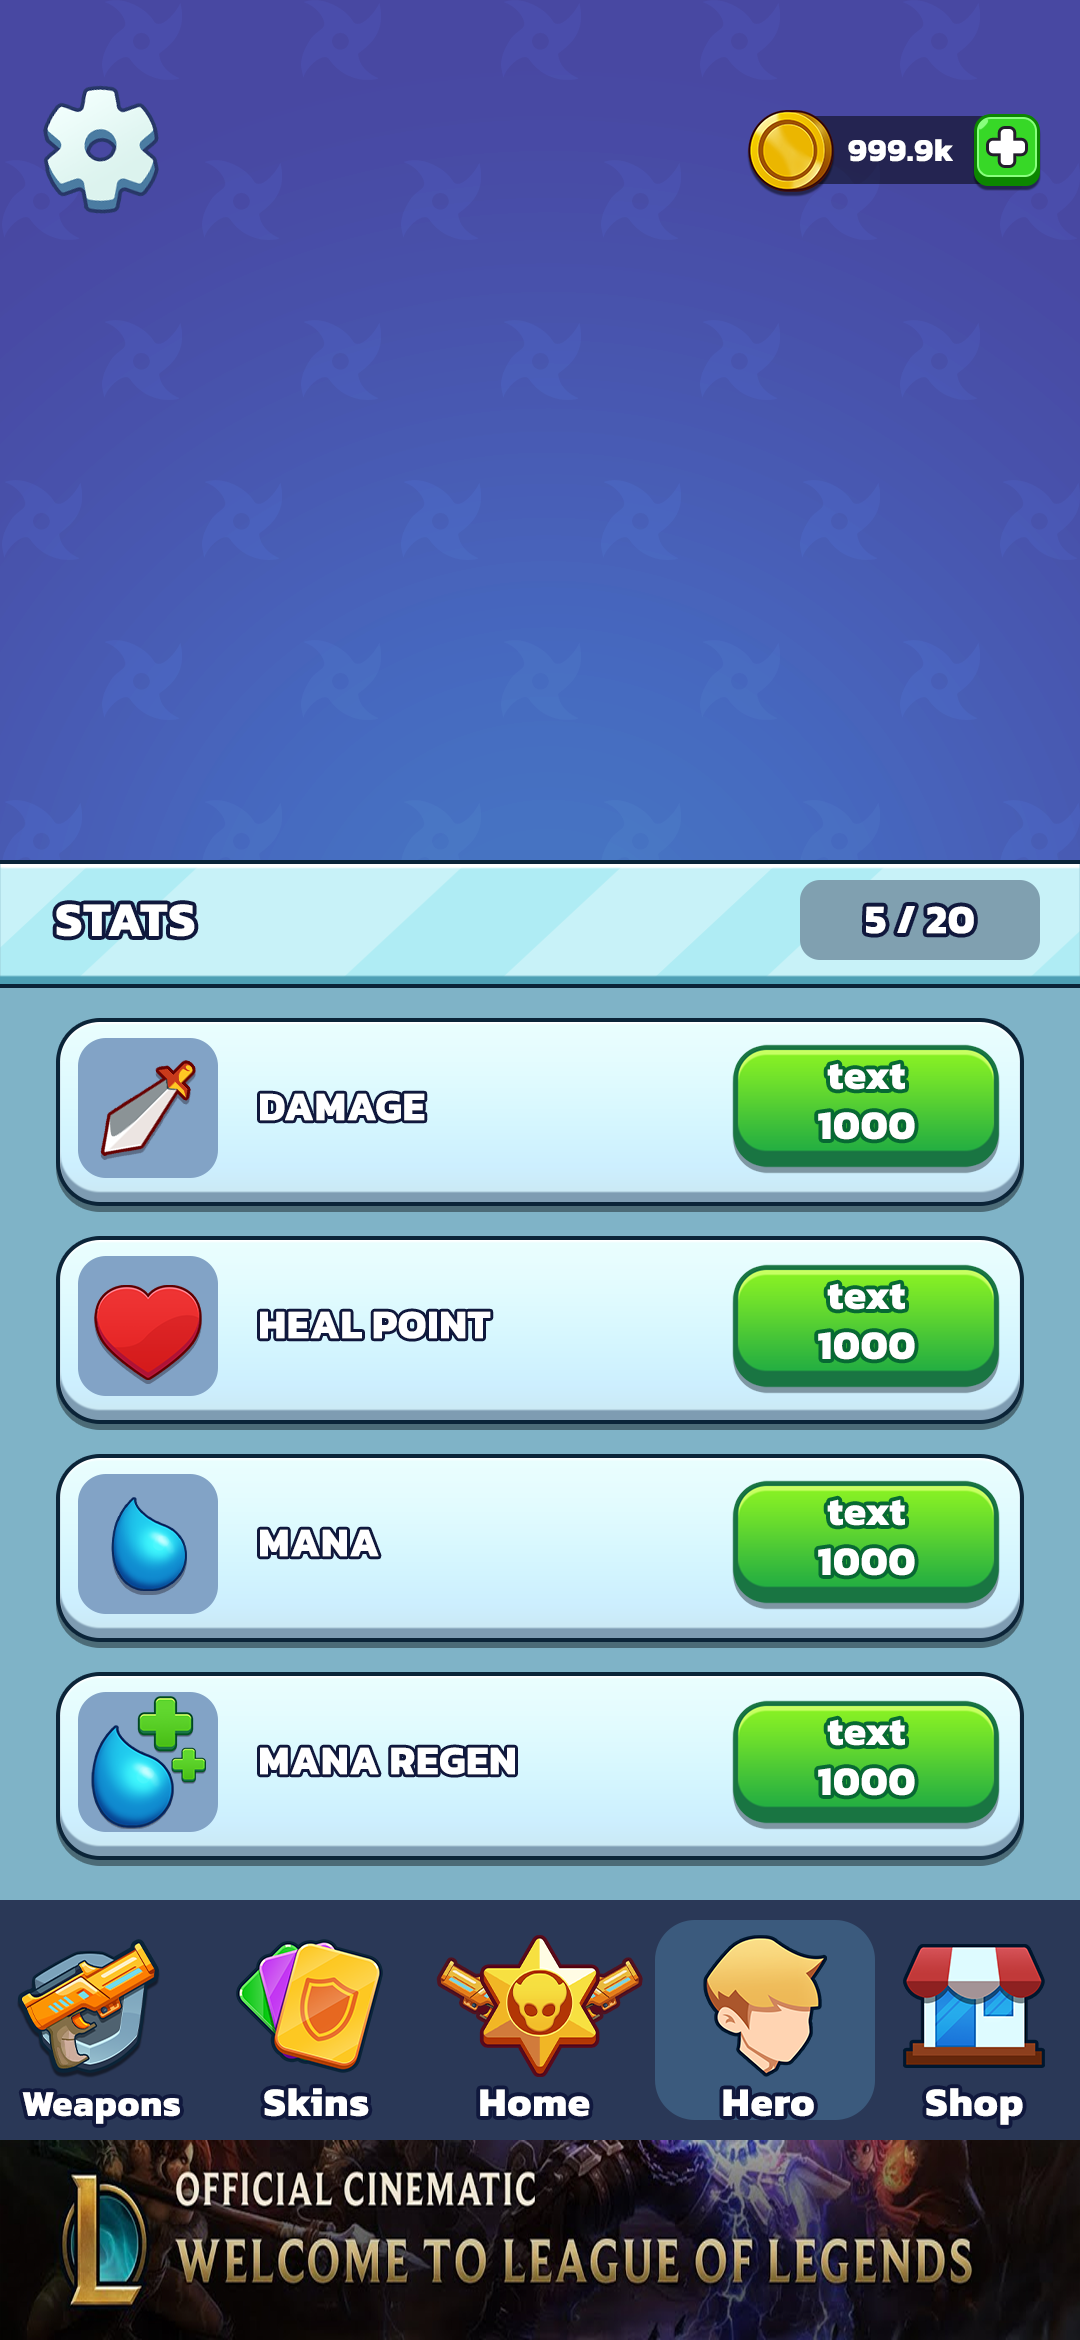 999.9k
STATS
5 / 20
DAMAGE
text
1000
HEAL POINT
text
1000
MANA
text
1000
MANA REGEN
text
1000
Weapons
Skins
Home
Hero
Shop
OFFICIAL CINEMATIC
WELCOME TO LEAGUE OF LEGENDS